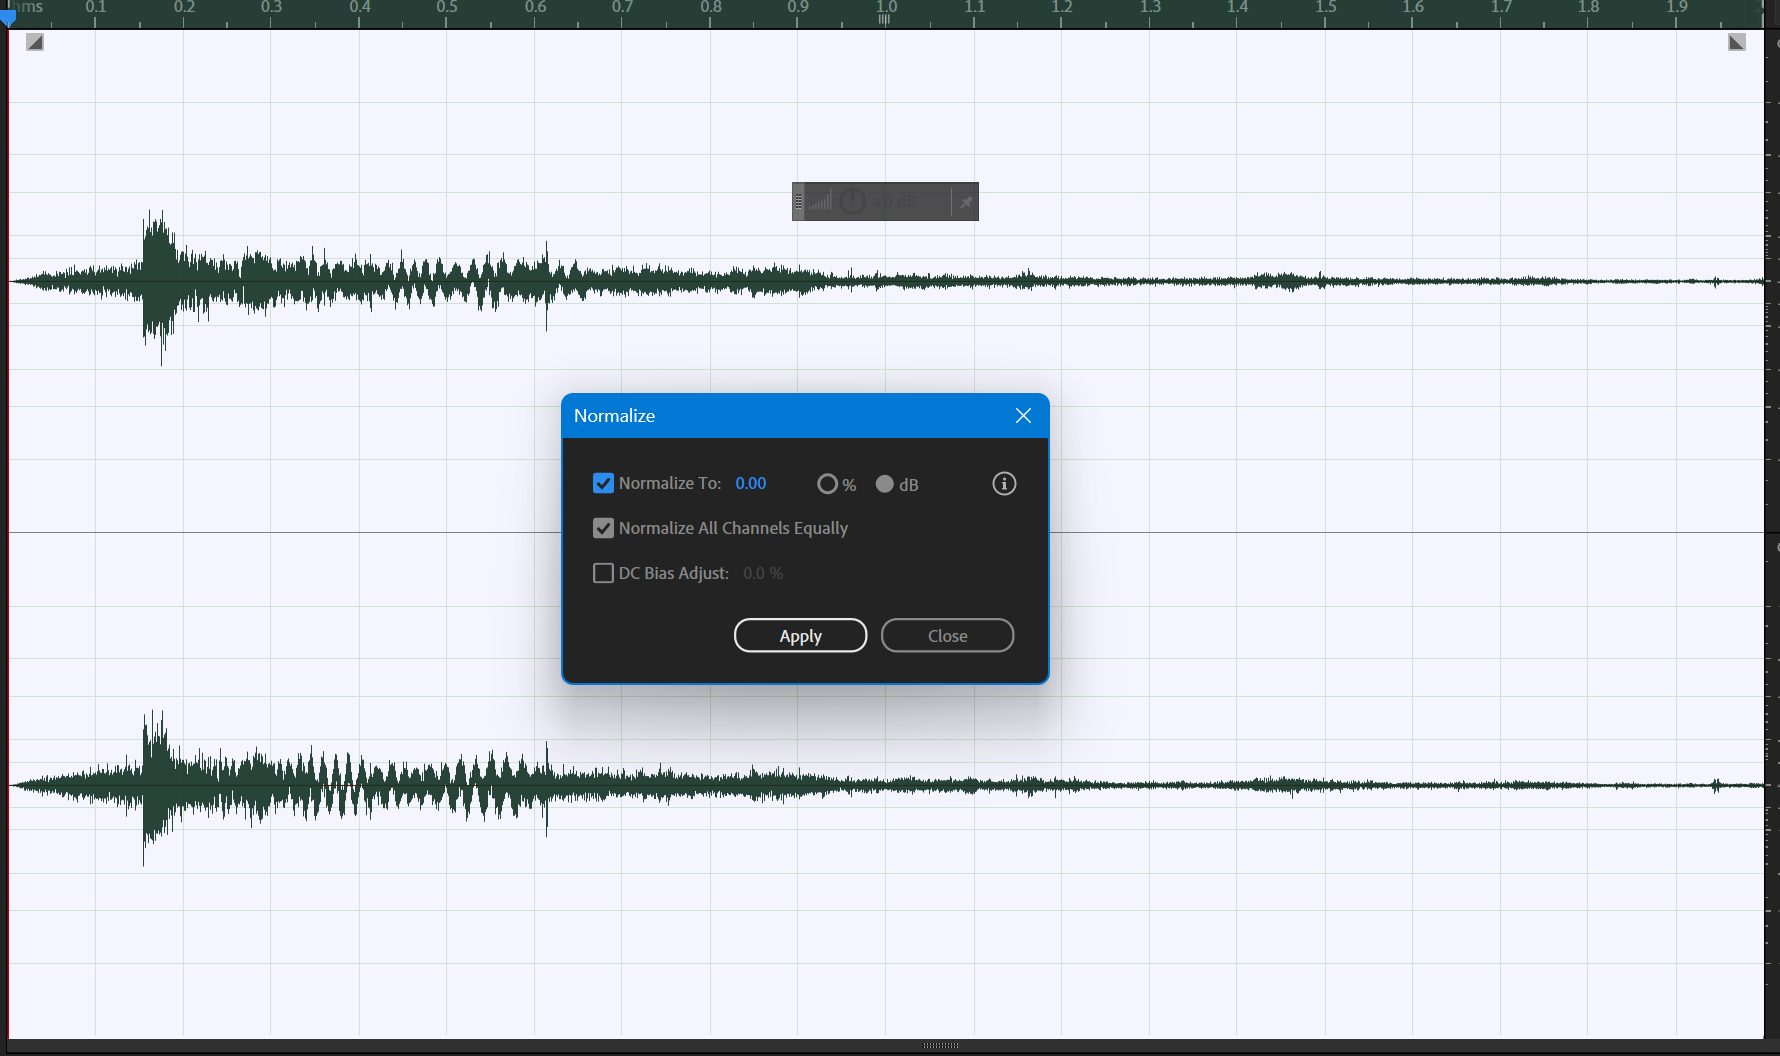 hms 0.1 0.2 0.3 0.4 0.5 0.6 0.7 0.8 0.9 1.0 1.1 1.2 1.3 1.4 1.5 1.6 1.7 1.8 1.9
+0 dB
Normalize
Normalize To: 0.00 % dB
Normalize All Channels Equally
DC Bias Adjust: 0.0 %
Apply Close